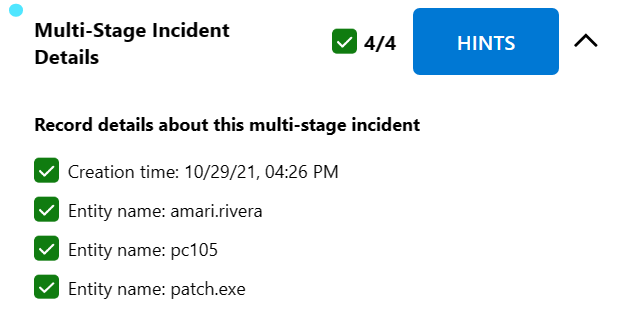 Multi-Stage Incident
Details
4/4
HINTS
Record details about this multi-stage incident
Creation time: 10/29/21, 04:26 PM
Entity name: amari.rivera
Entity name: pc105
Entity name: patch.exe